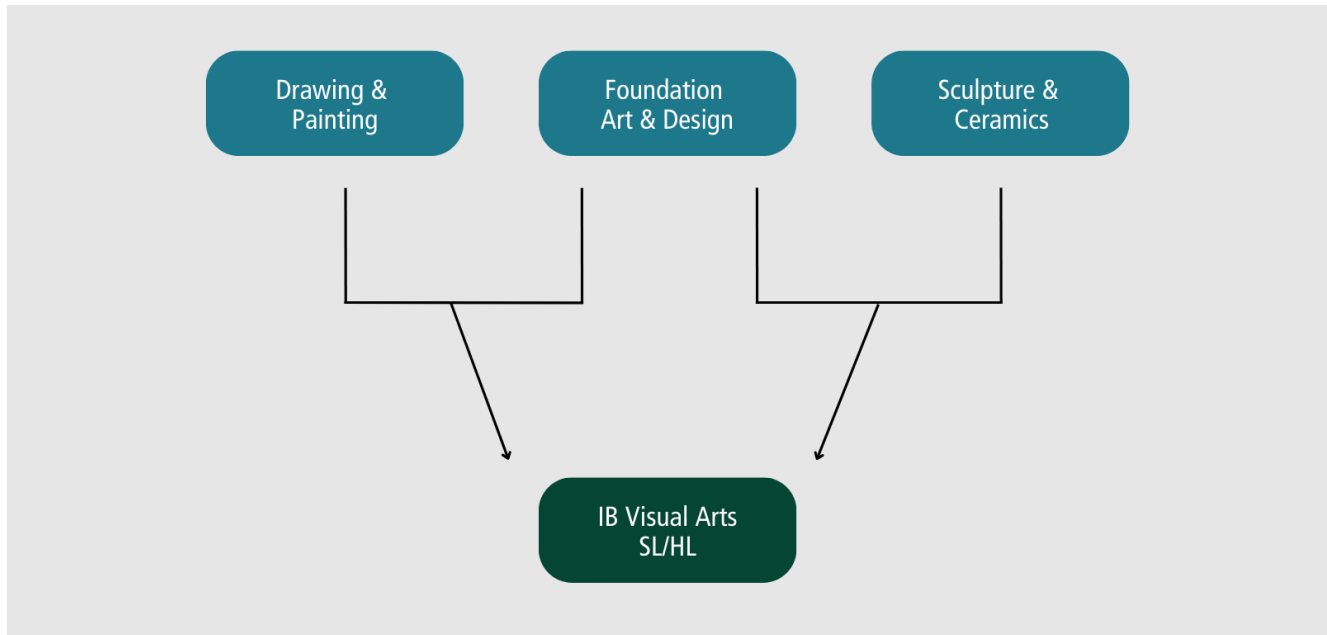 Drawing &
Painting
Foundation
Art & Design
Sculpture &
Ceramics
IB Visual Arts
SL/HL